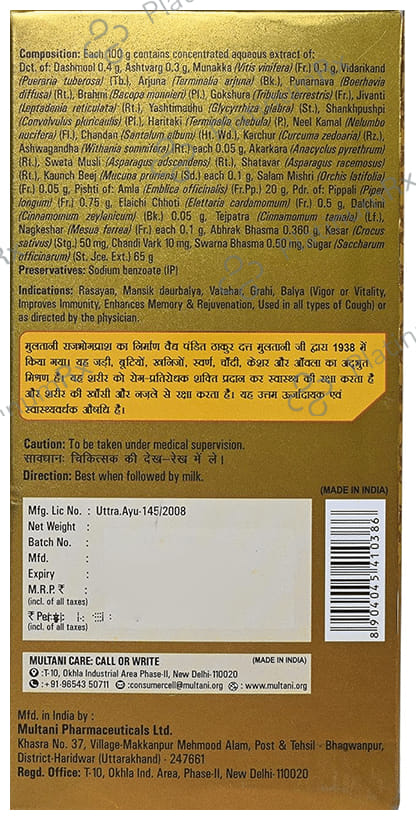 Composition: Each 100 g contains concentrated aqueous extract of:
Dct. of: Dashmool 0.4 g, Ashtvarg 0.3 g, Munakka (Vitis vinifera) (Fr.) 0.3 g, Vidarikand
(Pueraria tuberosa) (Tb.), Arjuna (Terminalia arjuna) (Bk.), Punarnava (Boerhavia
diffusa) (Rt.), Brahmi (Bacopa monnieri) (Pl.), Gokshura (Tribulus terrestris) (Fr.), Jivanti
(Leptadenia reticulata) (Rt.), Yashtimadhu (Glycyrrhiza glabra) (St.), Shankhpushpi
(Convolvulus pluricaulis) (Pl.), Haritaki (Terminalia chebula) (P.), Neel Kamal (Nelumbo
nucifera) (Fl.), Chandan (Santalum album) (Ht. Wd.), Kerchur (Curcuma zedoaria) (Rz.),
Ashwagandha (Withania somnifera) (Rt.) each 0.05 g, Akarkara (Anacyclus pyrethrum)
(Rt.), Sweta Musli (Asparagus adscendens) (Rt.), Shatavar (Asparagus racemosus)
(Rt.), Kaunch Beej (Mucuna pruriens) (Sd.) each 0.1 g, Salam Mishri (Orchis latifolia)
(Fr.) 0.05 g, Pishti of: Amla (Emblica officinalis) (Fr.Pp.) 20 g, Pdr. of: Pippali (Piper
longum) (Fr.) 0.75 g, Elaichi Chhoti (Elettaria cardamomum) (Fr.) 0.5 g, Dalchini
(Cinnamomum zeylanicum) (Bk.) 0.05 g, Tejpatra (Cinnamomum tamala) (Lf.),
Nagkeshar (Mesua ferrea) (Fr.) each 0.1 g, Abhrak Bhasma 0.360 g, Kesar (Crocus
sativus) (Stg.) 50 mg, Chandi Vark 10 mg, Swarna Bhasma 0.50 mg, Sugar (Saccharum
officinarum) (St. Jce. Ext.) 65 g
Preservatives: Sodium benzoate (IP)
Indications: Rasayan, Mansik daurbalya, Vatahar, Grahi, Balya (Vigor or Vitality,
Improves Immunity, Enhances Memory & Rejuvenation, Used in all types of Cough) or
as directed by the physician.
मुलतानी राजभोगप्राश का निर्माण वैद्य पंडित ठाकुर दत्त मुलतानी जी द्वारा 1938 में
किया गया। यह जड़ी, बूटियों, खनिजों, स्वर्ण, चाँदी, केशर और आँवला का अद्भुत
मिश्रण है। यह शरीर को रोग-प्रतिरोधक शक्ति प्रदान कर स्वास्थ्य की रक्षा करता है
और शरीर की खाँसी और नजले से रक्षा करता है। यह उत्तम ऊर्जादायक एवं
स्वास्थ्यवर्धक औषधि है।
Caution: To be taken under medical supervision.
सावधानः चिकित्सक की देख-रेख में लें।
Direction: Best when followed by milk.
(MADE IN INDIA)
Mfg. Lic No. : Uttra.Ayu-145/2008
Net Weight :
Batch No. :
Mfd. :
Expiry :
M.R.P. ₹ :
(incl. of all taxes)
₹ Per g :
(incl. of all taxes)
8 904045 410386
MULTANI CARE: CALL OR WRITE (MADE IN INDIA)
: T-10, Okhla Industrial Area Phase-II, New Delhi-110020
: +91-96543 50711 :consumercell@multani.org : www.multani.org
Mfd. in India by :
Multani Pharmaceuticals Ltd.
Khasra No. 37, Village-Makkanpur Mehmood Alam, Post & Tehsil - Bhagwanpur,
District-Haridwar (Uttarakhand) - 247661
Regd. Office: T-10, Okhla Ind. Area, Phase-II, New Delhi-110020